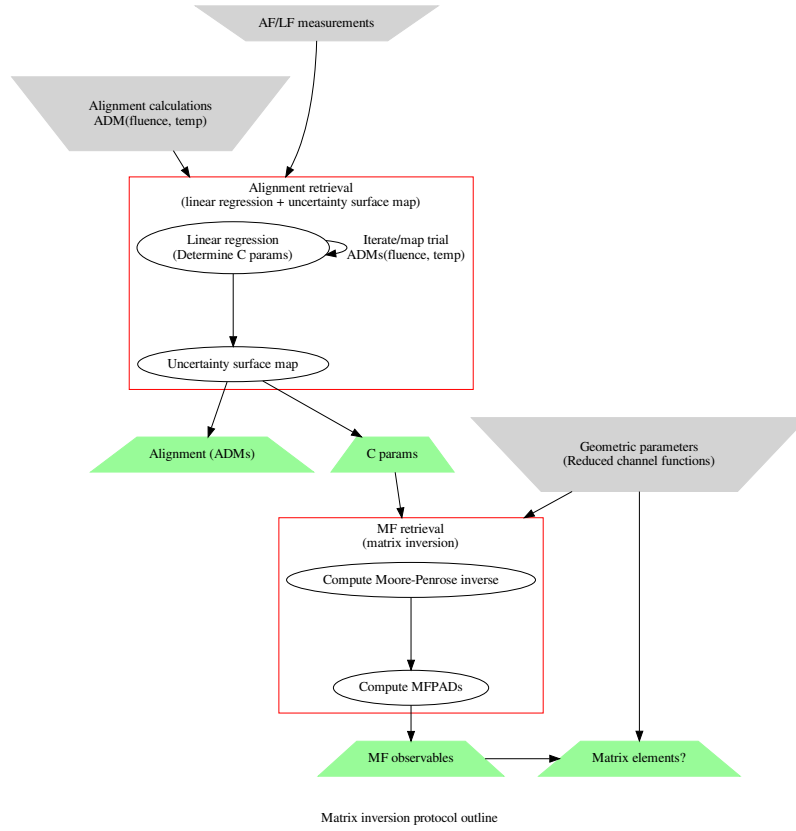 AF/LF measurements
Alignment calculations
ADM(fluence, temp)
Alignment retrieval
(linear regression + uncertainty surface map)
Linear regression
(Determine C params)
Iterate/map trial
ADMs(fluence, temp)
Uncertainty surface map
Alignment (ADMs)
C params
Geometric parameters
(Reduced channel functions)
MF retrieval
(matrix inversion)
Compute Moore-Penrose inverse
Compute MFPADs
MF observables
Matrix elements?
Matrix inversion protocol outline